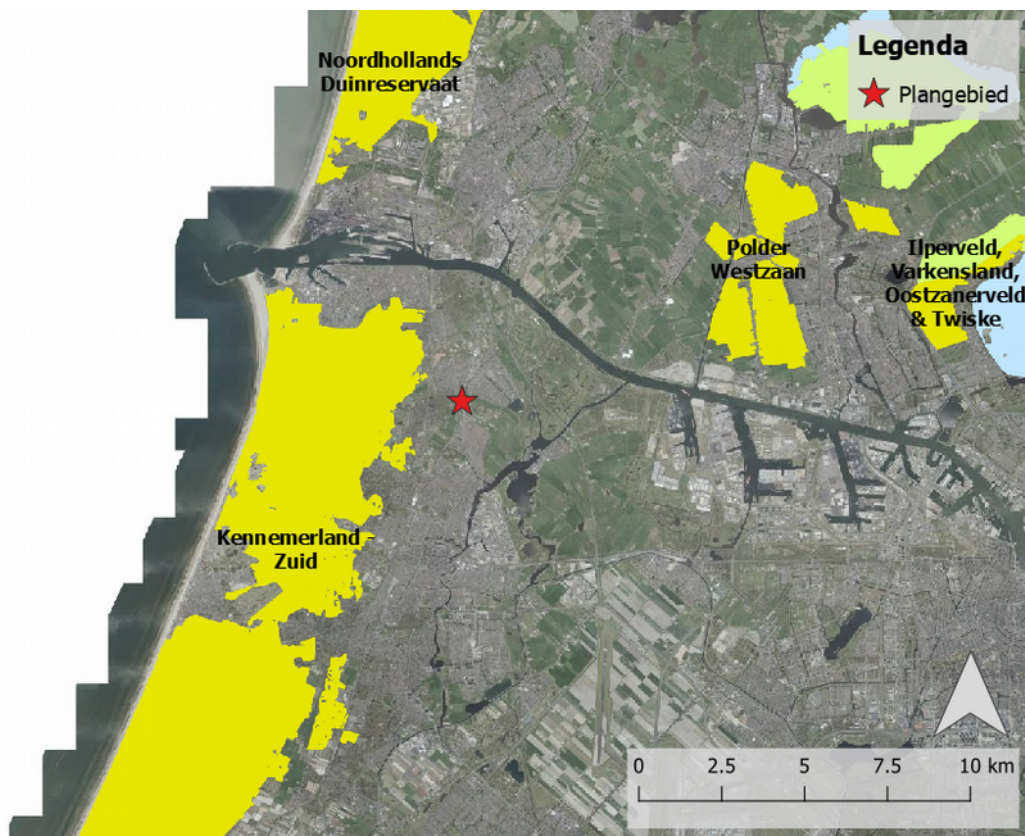 Noordhollands
Duinreservaat
Legenda
Plangebied
Polder
Westzaan
Ilperveld,
Varkensland,
Oostzanerveld
& Twiske
Kennemerland -
Zuid
0 2.5 5 7.5 10 km